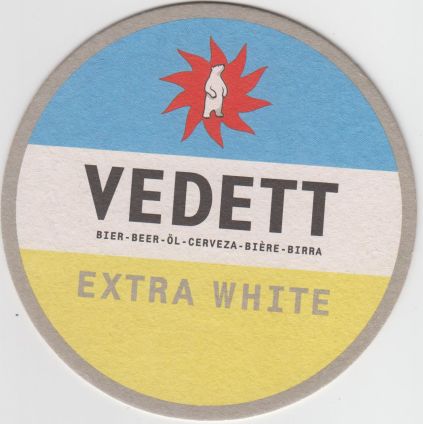 VEDETT
BIER-BEER-ÖL-CERVEZA-BIÈRE-BIRRA
EXTRA WHITE